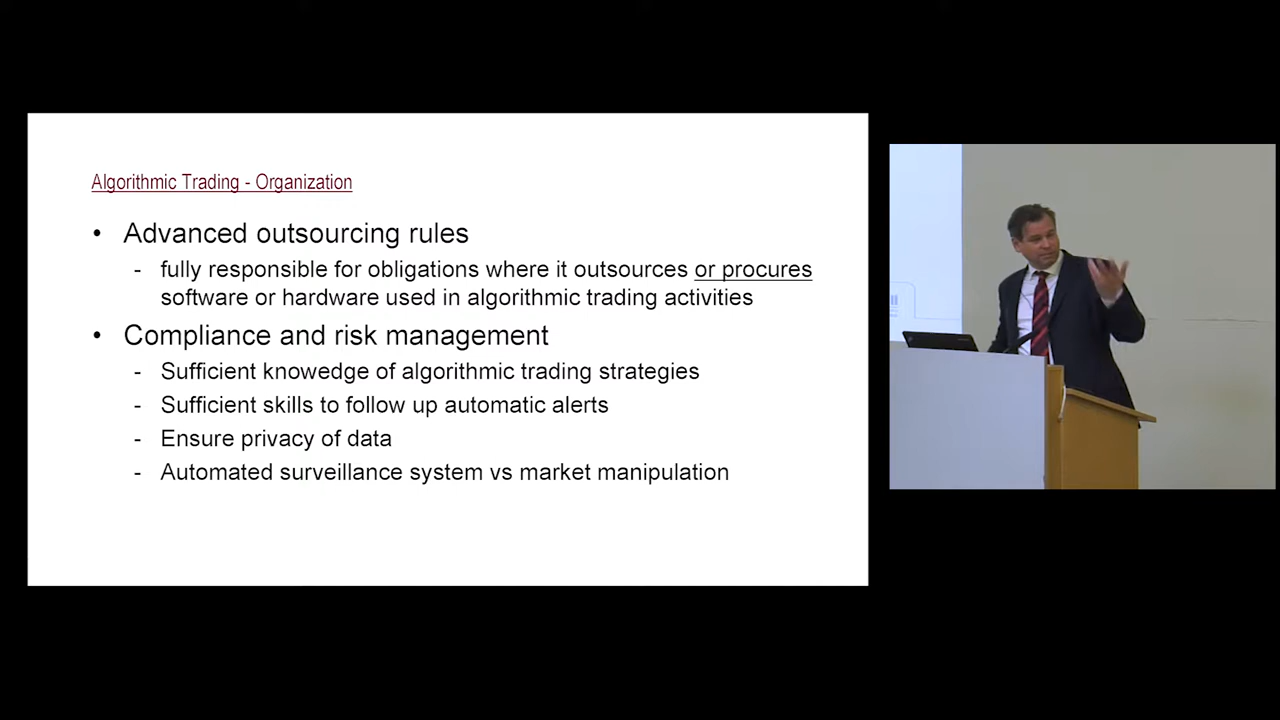 Algorithmic Trading - Organization
• Advanced outsourcing rules
- fully responsible for obligations where it outsources or procures
software or hardware used in algorithmic trading activities
• Compliance and risk management
- Sufficient knowedge of algorithmic trading strategies
- Sufficient skills to follow up automatic alerts
- Ensure privacy of data
- Automated surveillance system vs market manipulation